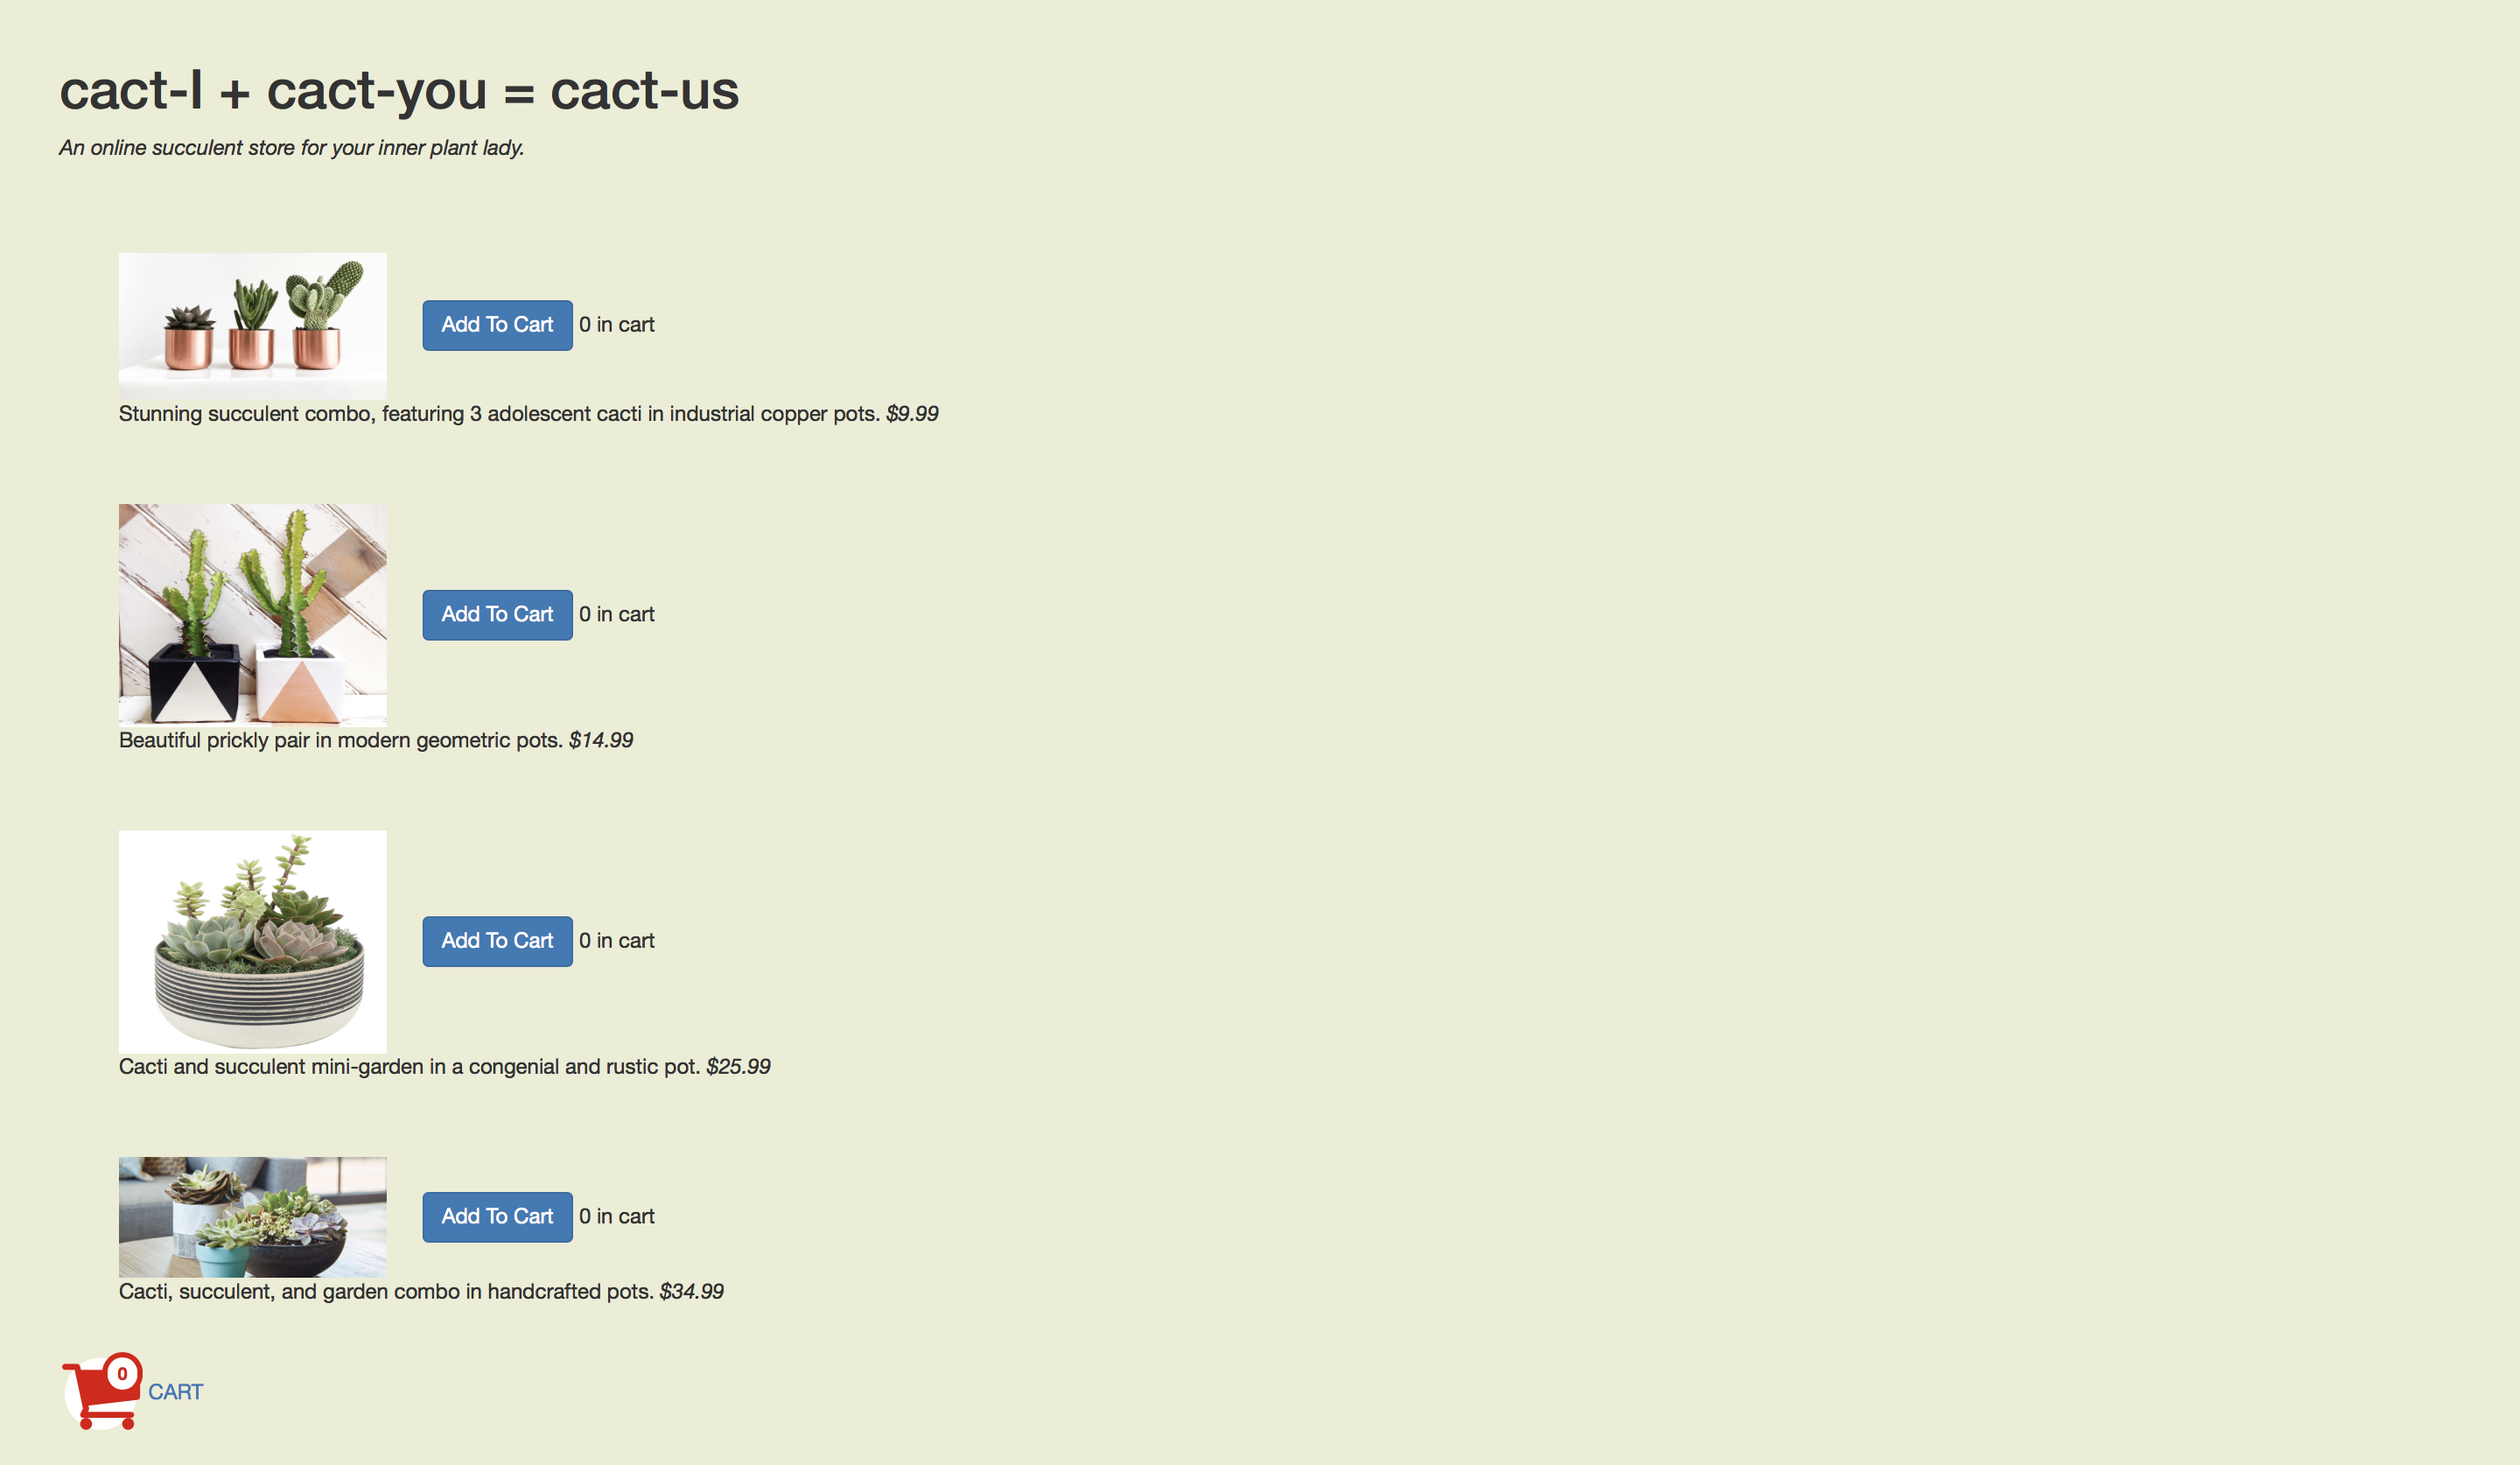 cact-I + cact-you = cact-us
An online succulent store for your inner plant lady.
Add To Cart 0 in cart
Stunning succulent combo, featuring 3 adolescent cacti in industrial copper pots. $9.99
Add To Cart 0 in cart
Beautiful prickly pair in modern geometric pots. $14.99
Add To Cart 0 in cart
Cacti and succulent mini-garden in a congenial and rustic pot. $25.99
Add To Cart 0 in cart
Cacti, succulent, and garden combo in handcrafted pots. $34.99
0 CART